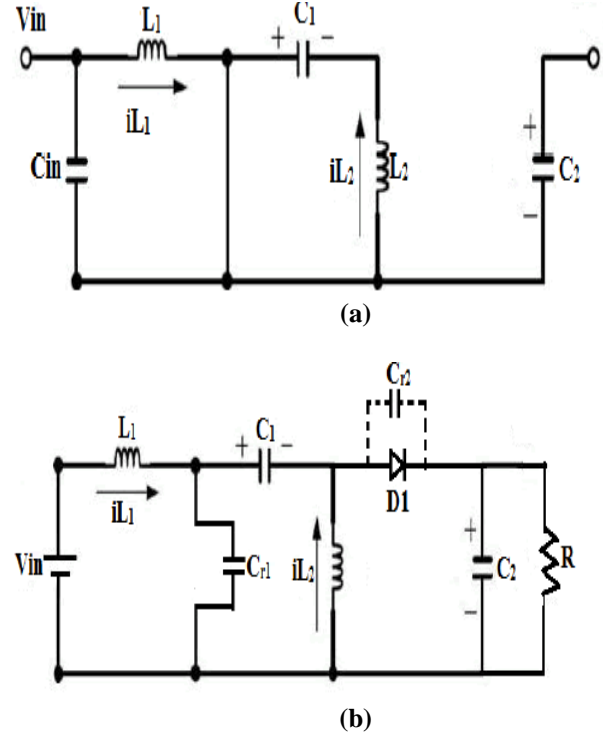 Vin
L1
C1
+ −
iL1
Cin
iL2
L2
+
C2
−
(a)
Cr2
L1
+ C1 −
D1
iL1
Vin
Cr1
iL2
+
C2
−
R
(b)